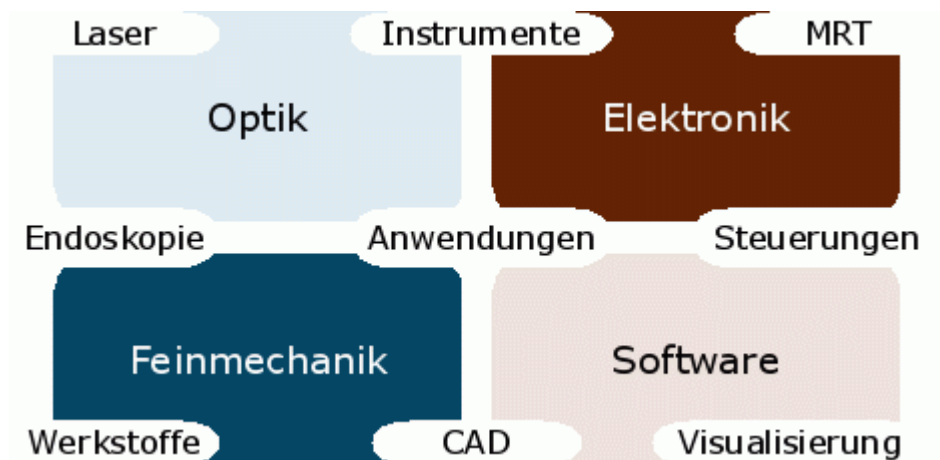 Laser Instrumente MRT
Optik Elektronik
Endoskopie Anwendungen Steuerungen
Feinmechanik Software
Werkstoffe CAD Visualisierung